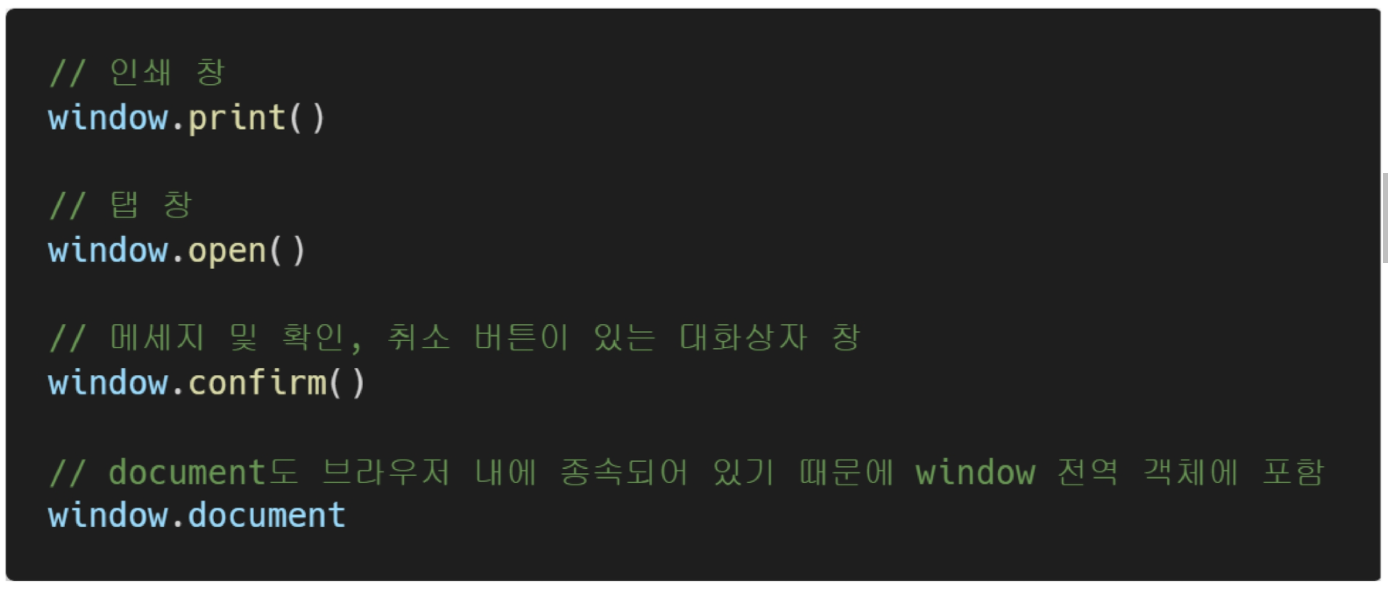 // 인쇄 창
window.print()
// 탭 창
window.open()
// 메세지 및 확인, 취소 버튼이 있는 대화상자 창
window.confirm()
// document도 브라우저 내에 종속되어 있기 때문에 window 전역 객체에 포함
window.document